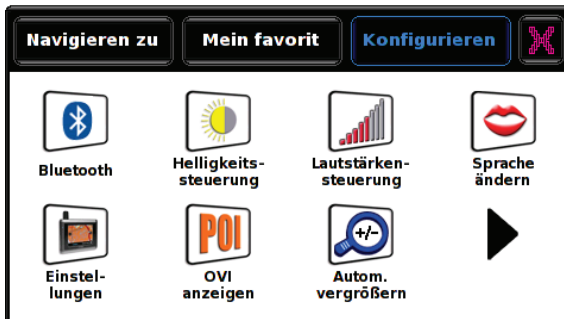 Navigieren zu
Mein favorit
Konfigurieren
Bluetooth
Helligkeits-
steuerung
Lautstärken-
steuerung
Sprache
ändern
+/-
Einstel-
lungen
POI
OVI
anzeigen
Autom.
vergrößern